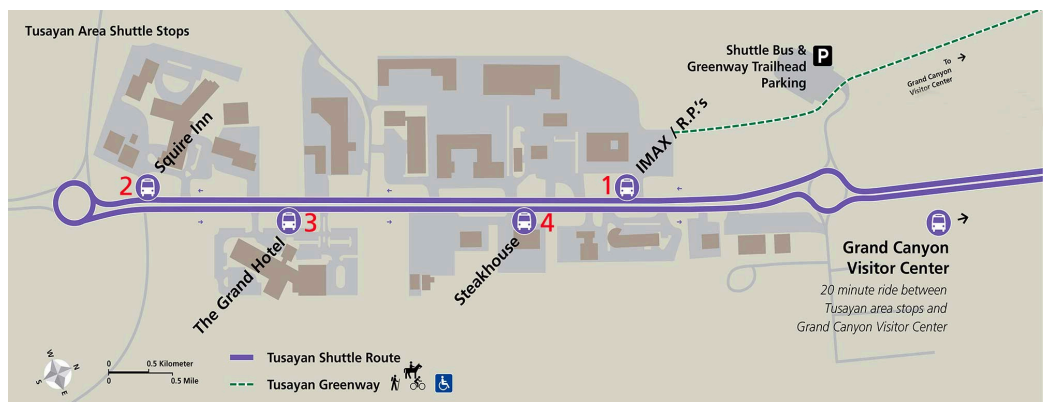 Tusayan Area Shuttle Stops
Shuttle Bus &
Greenway Trailhead
Parking
P
To
Grand Canyon
Visitor Center
Squire Inn
IMAX / R.P.'s
2
1
3
4
The Grand Hotel
Steakhouse
Grand Canyon
Visitor Center
20 minute ride between
Tusayan area stops and
Grand Canyon Visitor Center
W
N
S
E
0 0.5 Kilometer
0 0.5 Mile
Tusayan Shuttle Route
Tusayan Greenway